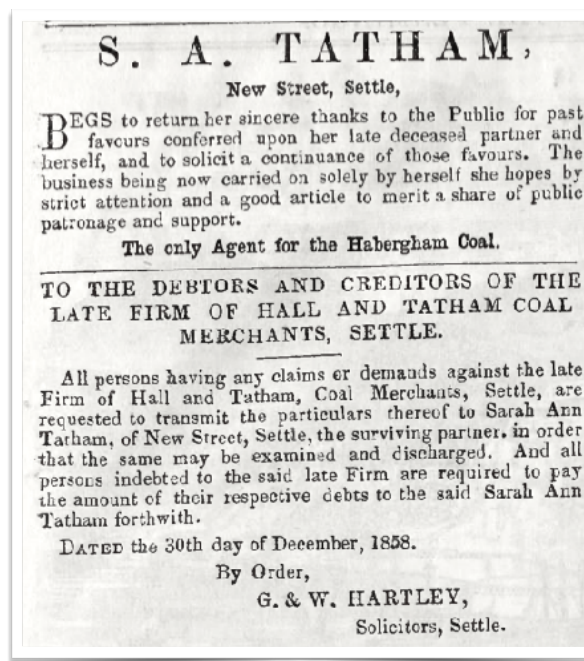 S. A. TATHAM,
New Street, Settle,
BEGS to return her sincere thanks to the Public for past
favours conferred upon her late deceased partner and
herself, and to solicit a continuance of those favours. The
business being now carried on solely by herself she hopes by
strict attention and a good article to merit a share of public
patronage and support.
The only Agent for the Habergham Coal.
TO THE DEBTORS AND CREDITORS OF THE
LATE FIRM OF HALL AND TATHAM COAL
MERCHANTS, SETTLE.
All persons having any claims or demands against the late
Firm of Hall and Tatham, Coal Merchants, Settle, are
requested to transmit the particulars thereof to Sarah Ann
Tatham, of New Street, Settle, the surviving partner, in order
that the same may be examined and discharged. And all
persons indebted to the said late Firm are required to pay
the amount of their respective debts to the said Sarah Ann
Tatham forthwith.
DATED the 30th day of December, 1858.
By Order,
G. & W. HARTLEY,
Solicitors, Settle.